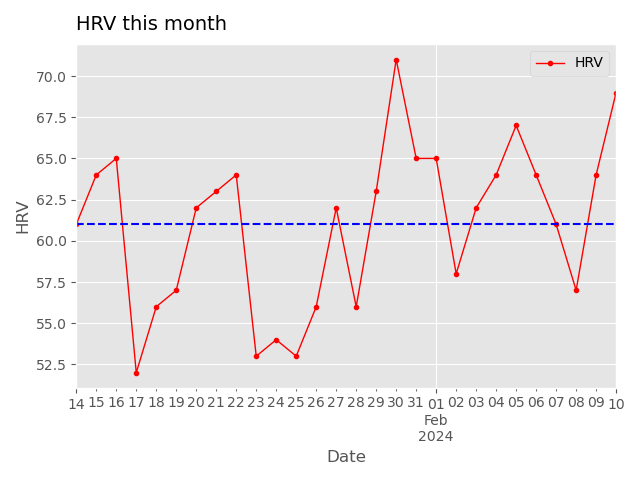 HRV this month
HRV
70.0
67.5
65.0
62.5
60.0
57.5
55.0
52.5
HRV
14 15 16 17 18 19 20 21 22 23 24 25 26 27 28 29 30 31 01 02 03 04 05 06 07 08 09 10
Feb
2024
Date